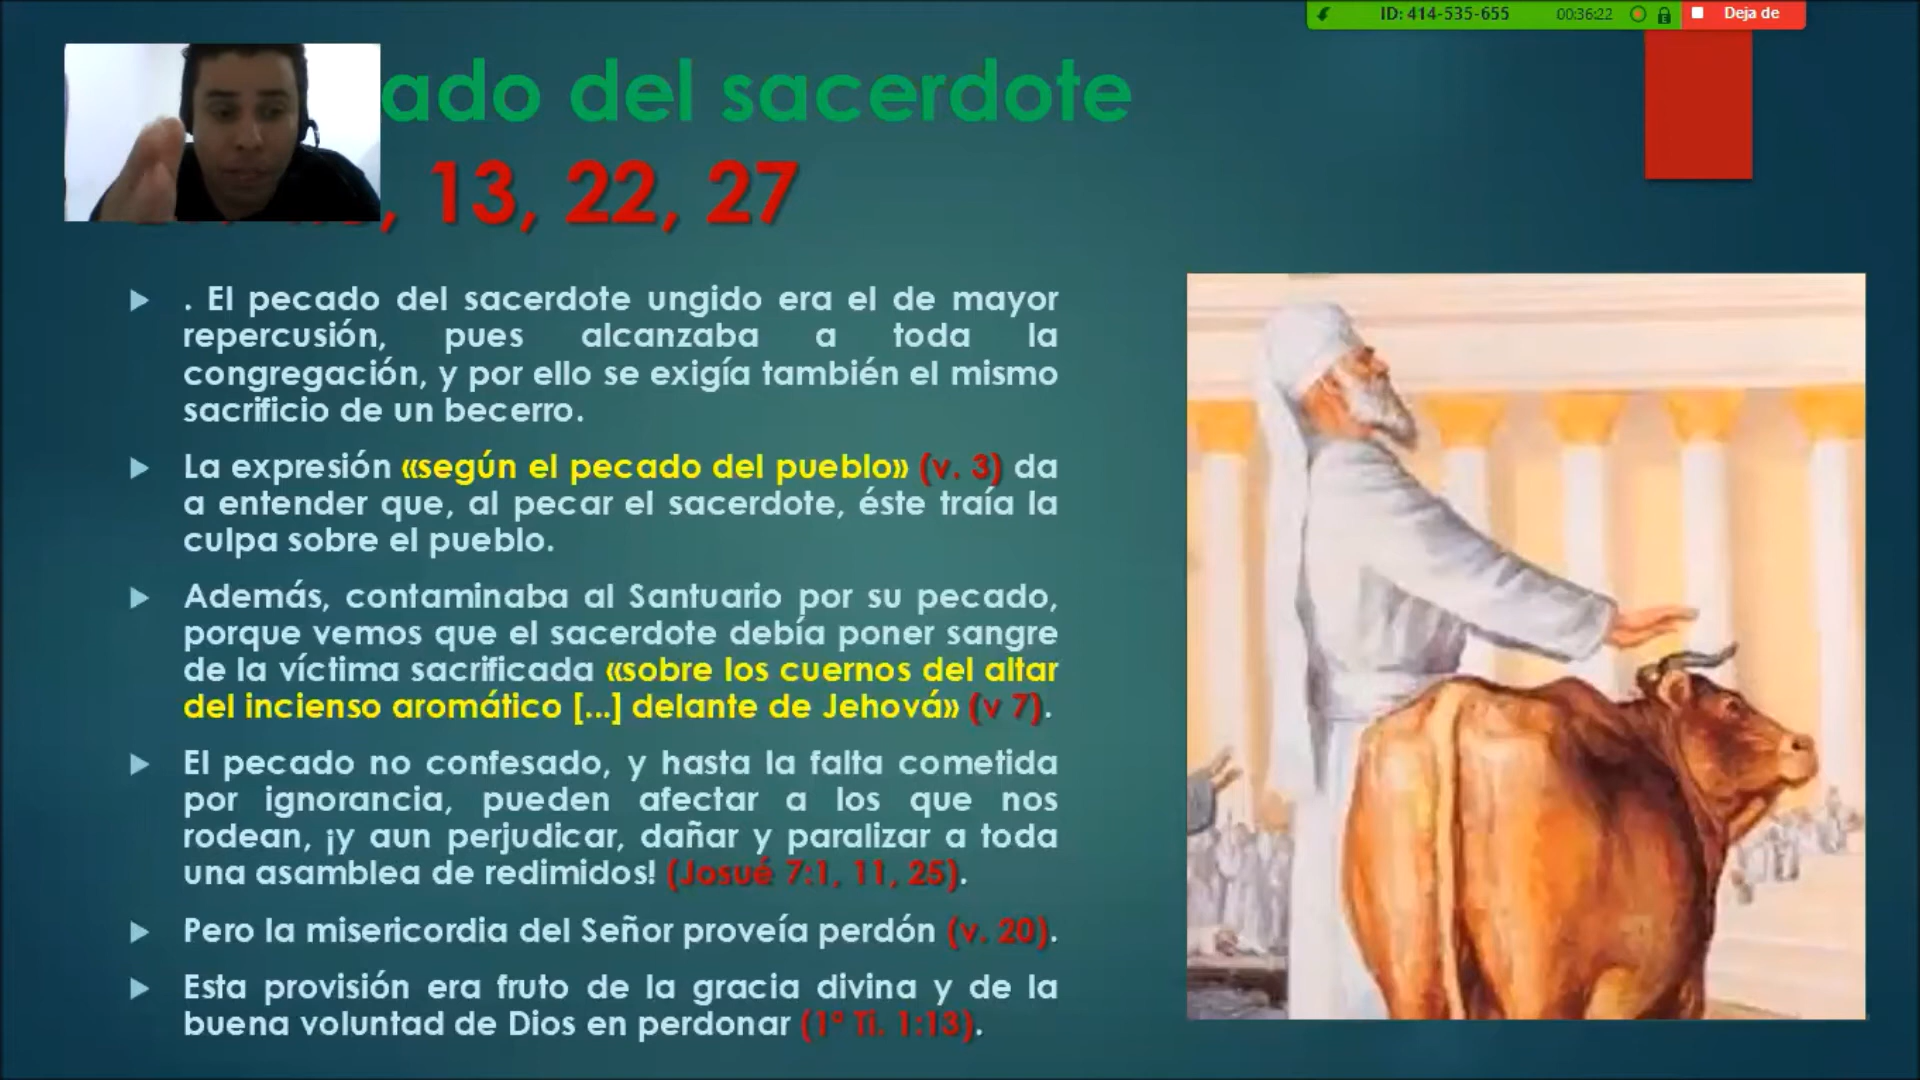 ID: 414-535-655 00:36:22 Deja de
ado del sacerdote
, 13, 22, 27
. El pecado del sacerdote ungido era el de mayor
repercusión, pues alcanzaba a toda la
congregación, y por ello se exigía también el mismo
sacrificio de un becerro.
La expresión «según el pecado del pueblo» (v. 3) da
a entender que, al pecar el sacerdote, éste traía la
culpa sobre el pueblo.
Además, contaminaba al Santuario por su pecado,
porque vemos que el sacerdote debía poner sangre
de la víctima sacrificada «sobre los cuernos del altar
del incienso aromático [...] delante de Jehová» (v 7).
El pecado no confesado, y hasta la falta cometida
por ignorancia, pueden afectar a los que nos
rodean, ¡y aun perjudicar, dañar y paralizar a toda
una asamblea de redimidos! (Josué 7:1, 11, 25).
Pero la misericordia del Señor proveía perdón (v. 20).
Esta provisión era fruto de la gracia divina y de la
buena voluntad de Dios en perdonar (1º Ti. 1:13).